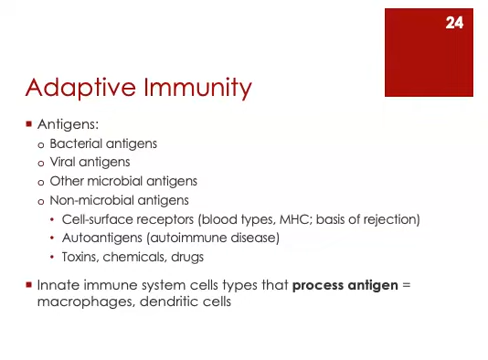 24
Adaptive Immunity
▪ Antigens:
o Bacterial antigens
o Viral antigens
o Other microbial antigens
o Non-microbial antigens
• Cell-surface receptors (blood types, MHC; basis of rejection)
• Autoantigens (autoimmune disease)
• Toxins, chemicals, drugs
▪ Innate immune system cells types that process antigen =
macrophages, dendritic cells